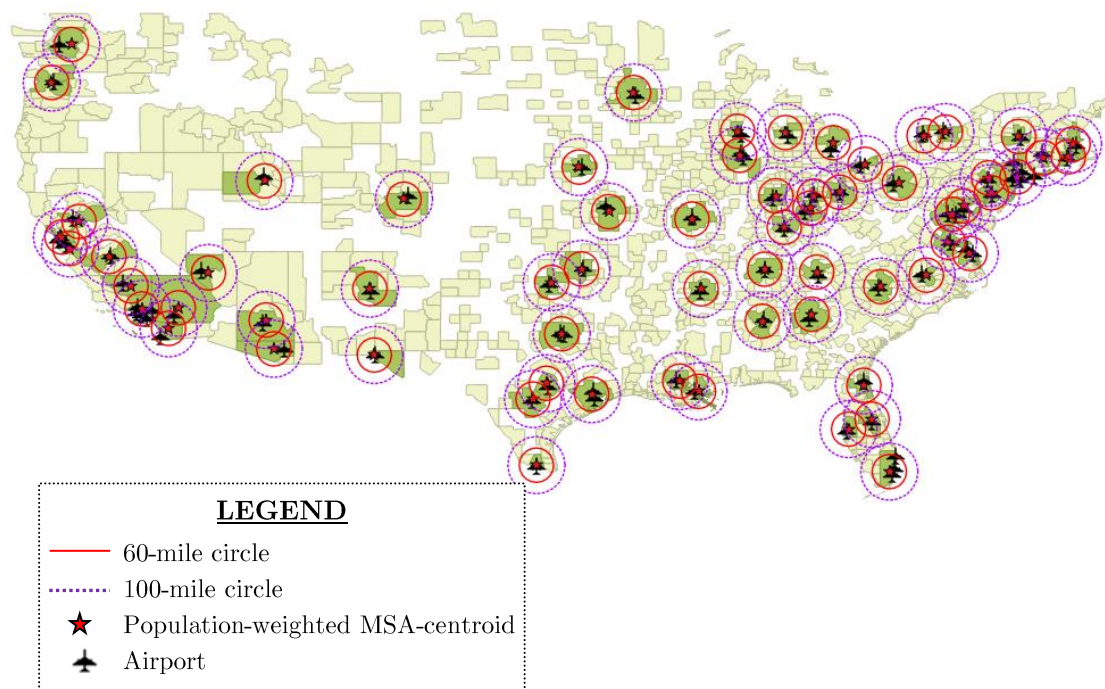 LEGEND
60-mile circle
100-mile circle
Population-weighted MSA-centroid
Airport